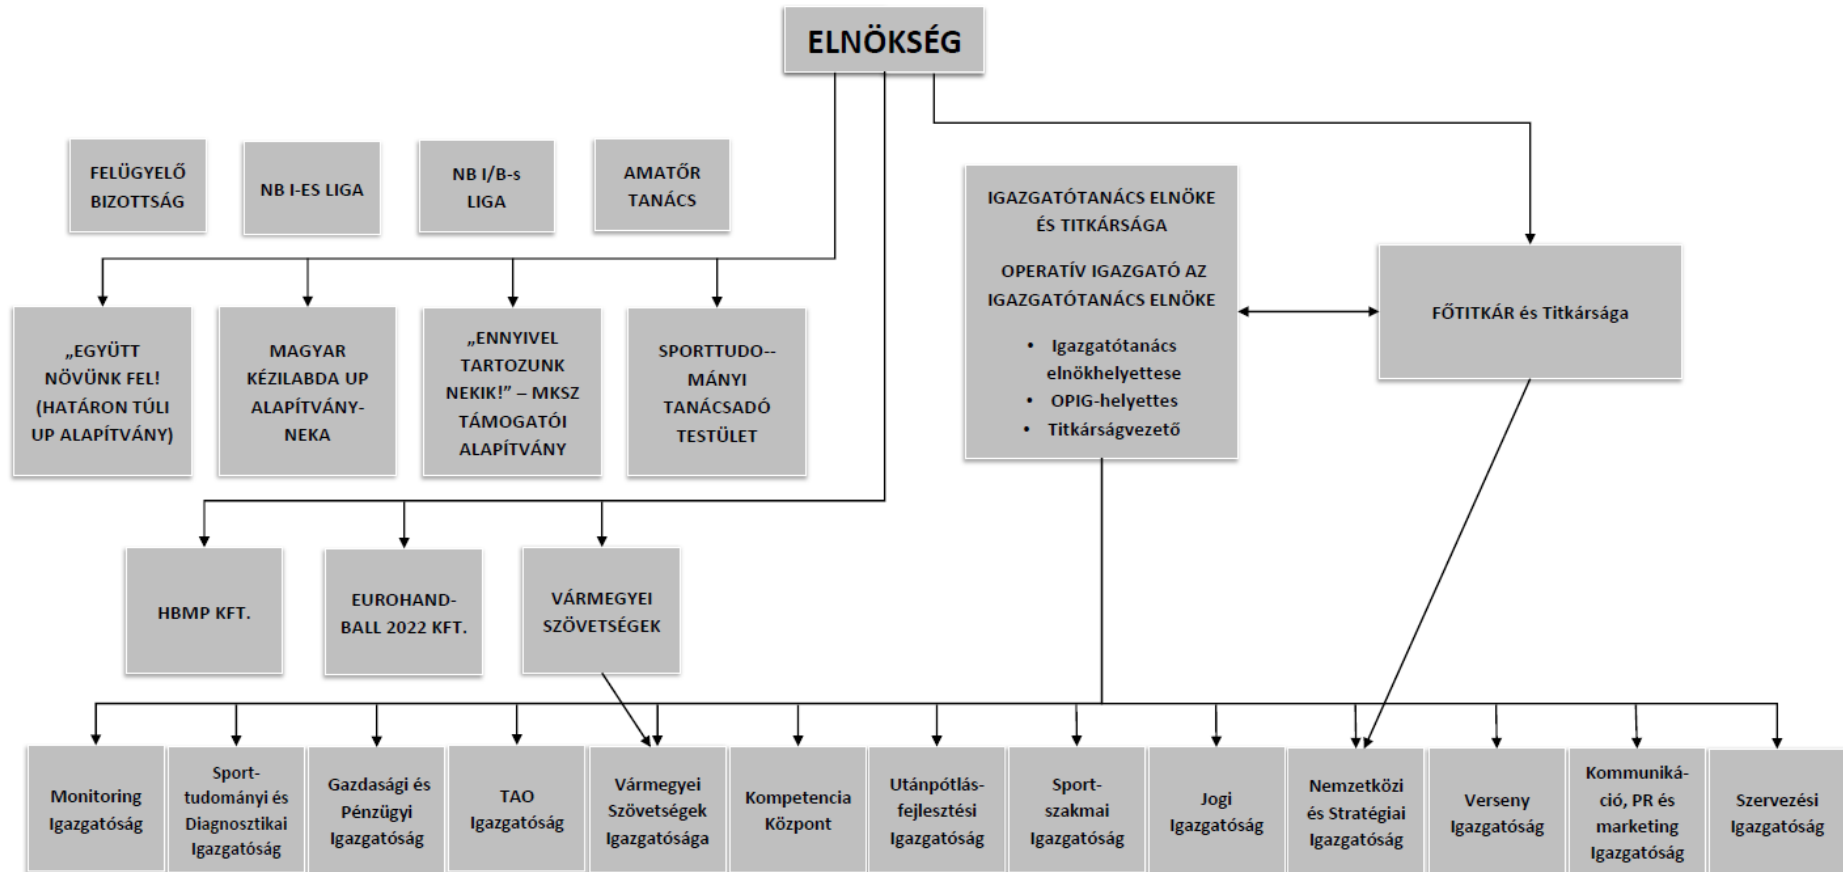 ELNÖKSÉG
FELÜGYELŐ
BIZOTTSÁG
NB I-ES LIGA
NB I/B-s
LIGA
AMATŐR
TANÁCS
IGAZGATÓTANÁCS ELNÖKE
ÉS TITKÁRSÁGA
OPERATÍV IGAZGATÓ AZ
IGAZGATÓTANÁCS ELNÖKE
• Igazgatótanács
elnökhelyettese
• OPIG-helyettes
• Titkárságvezető
FŐTITKÁR és Titkársága
„EGYÜTT
NÖVÜNK FEL!
(HATÁRON TÚLI
UP ALAPÍTVÁNY)
MAGYAR
KÉZILABDA UP
ALAPÍTVÁNY-
NEKA
„ENNYIVEL
TARTOZUNK
NEKIK!” – MKSZ
TÁMOGATÓI
ALAPÍTVÁNY
SPORTTUDO--
MÁNYI
TANÁCSADÓ
TESTÜLET
HBMP KFT.
EUROHAND-
BALL 2022 KFT.
VÁRMEGYEI
SZÖVETSÉGEK
Monitoring
Igazgatóság
Sport-
tudományi és
Diagnosztikai
Igazgatóság
Gazdasági és
Pénzügyi
Igazgatóság
TAO
Igazgatóság
Vármegyei
Szövetségek
Igazgatósága
Kompetencia
Központ
Utánpótlás-
fejlesztési
Igazgatóság
Sport-
szakmai
Igazgatóság
Jogi
Igazgatóság
Nemzetközi
és Stratégiai
Igazgatóság
Verseny
Igazgatóság
Kommuniká-
ció, PR és
marketing
Igazgatóság
Szervezési
Igazgatóság